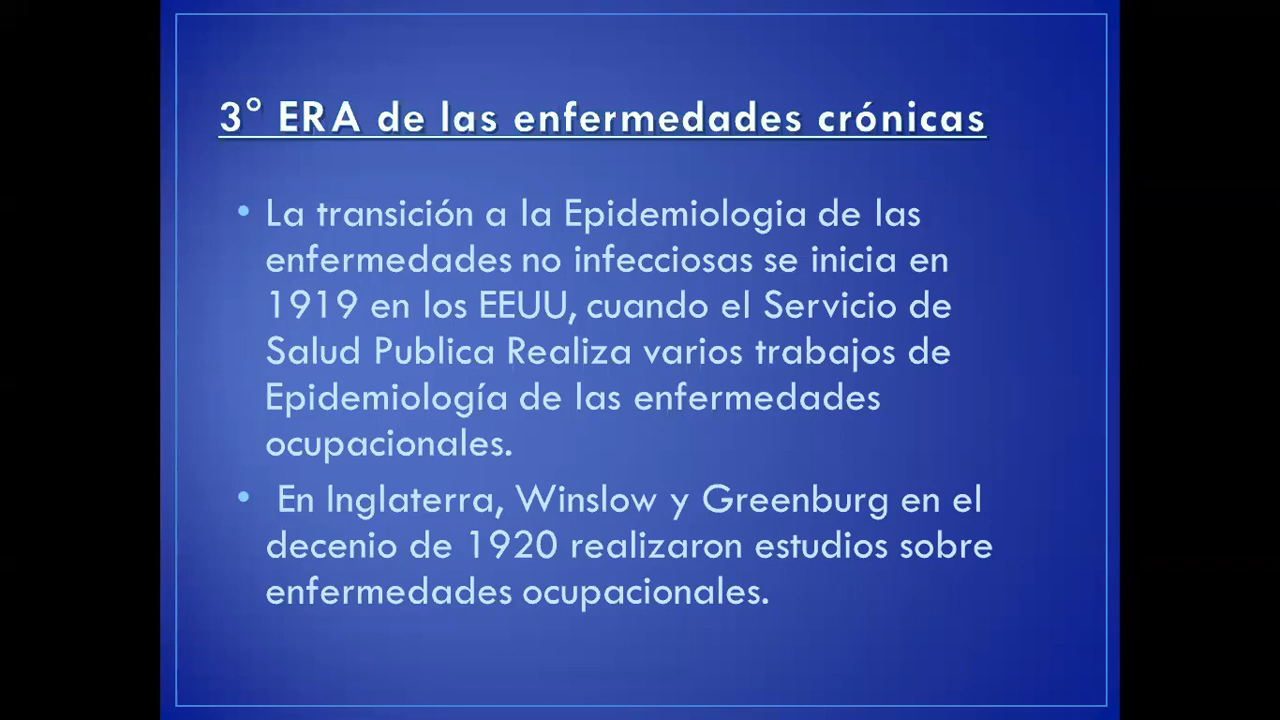 3° ERA de las enfermedades crónicas
• La transición a la Epidemiologia de las
enfermedades no infecciosas se inicia en
1919 en los EEUU, cuando el Servicio de
Salud Publica Realiza varios trabajos de
Epidemiología de las enfermedades
ocupacionales.
• En Inglaterra, Winslow y Greenburg en el
decenio de 1920 realizaron estudios sobre
enfermedades ocupacionales.